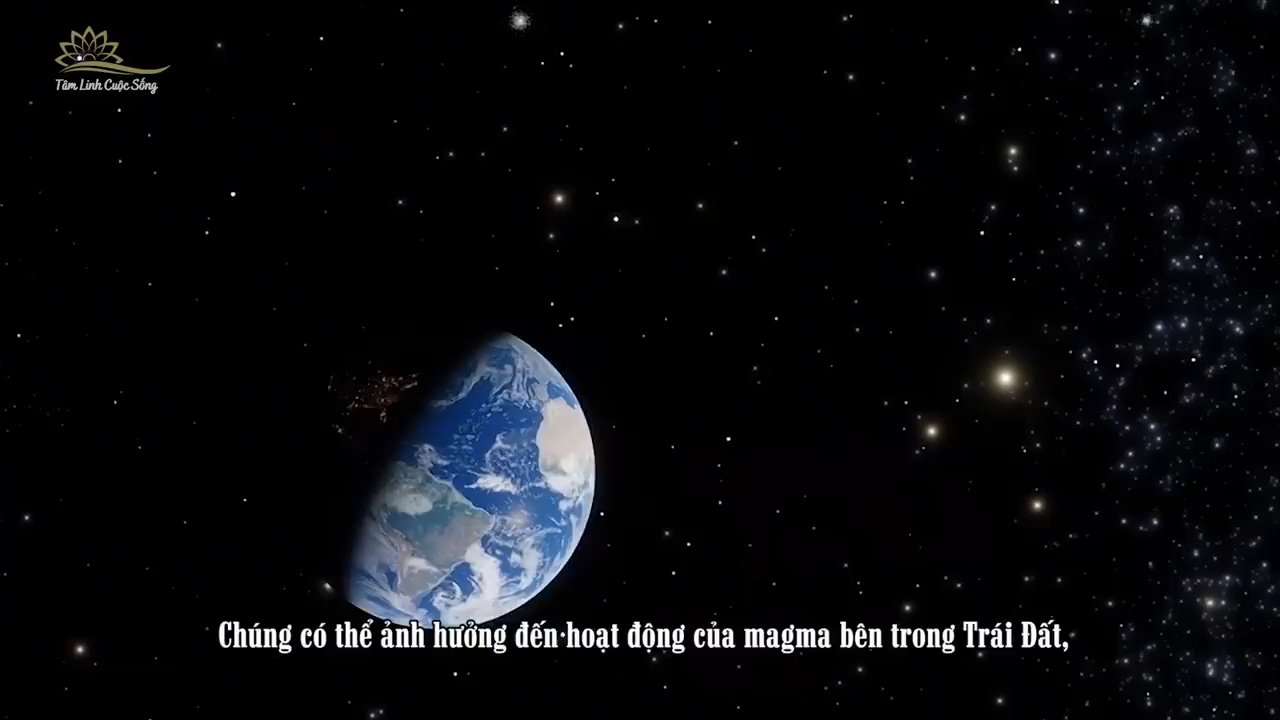 Tâm Linh Cuộc Sống
Chúng có thể ảnh hưởng đến hoạt động của magma bên trong Trái Đất,